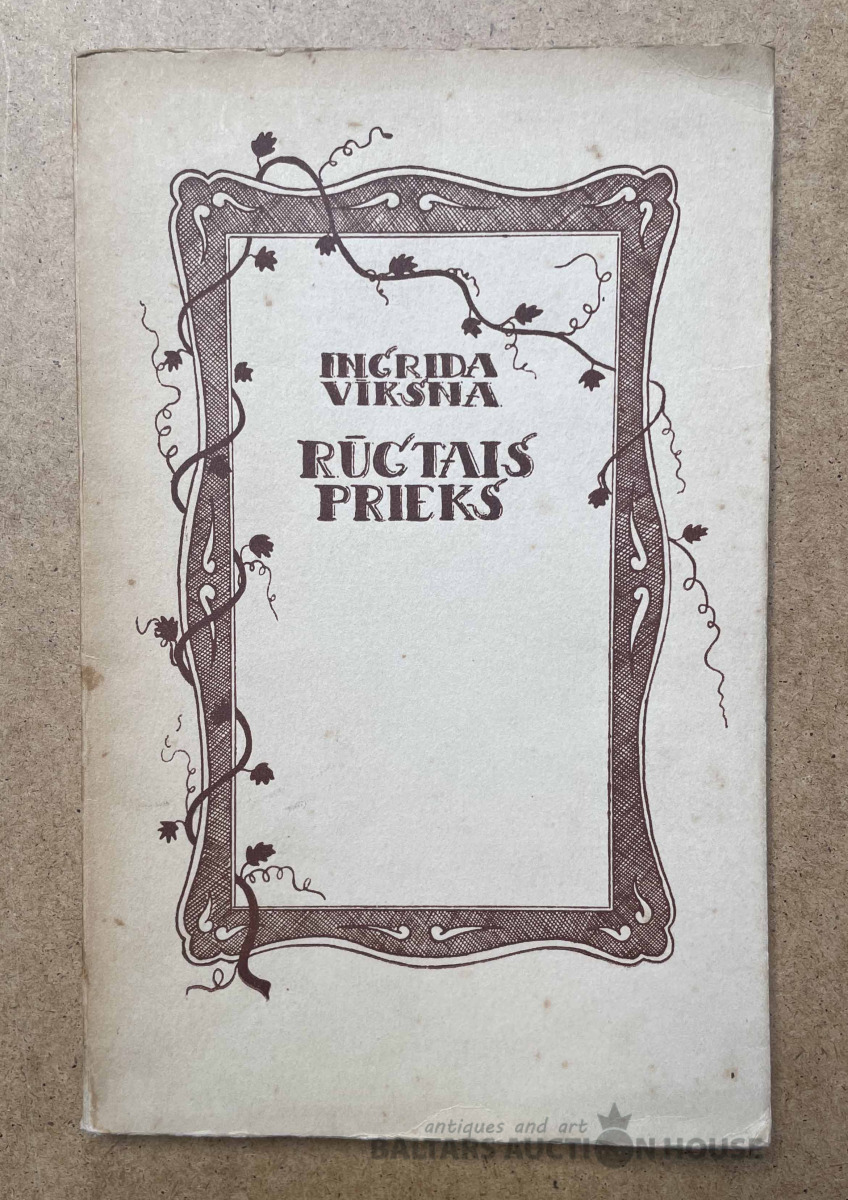 INGRIDA
VĪKSNA
RŪGTAIS
PRIEKS
antiques and art
BALTARS AUCTION HOUSE